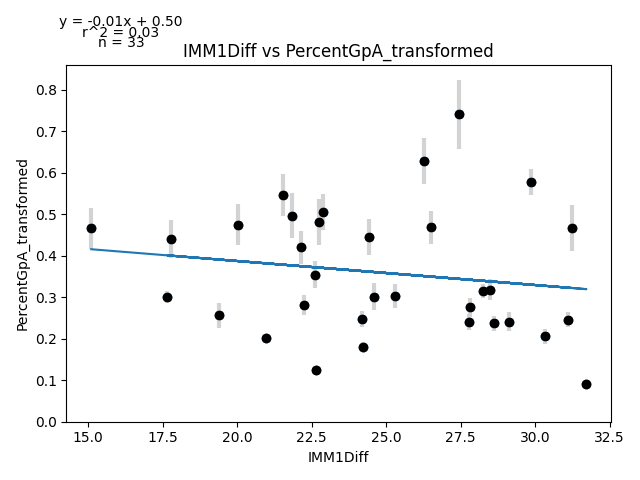 y = -0.01x + 0.50
r^2 = 0.03
n = 33
IMM1Diff vs PercentGpA_transformed
PercentGpA_transformed
0.8
0.7
0.6
0.5
0.4
0.3
0.2
0.1
0.0
15.0 17.5 20.0 22.5 25.0 27.5 30.0 32.5
IMM1Diff